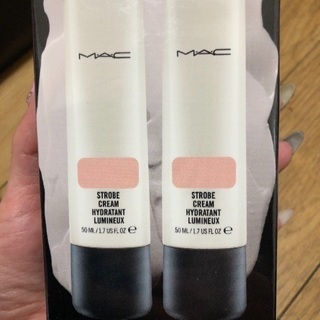 MAC
STROBE
CREAM
HYDRATANT
LUMINEUX
50 ML / 1.7 US FL OZ ℮
MAC
STROBE
CREAM
HYDRATANT
LUMINEUX
50 ML / 1.7 US FL OZ ℮